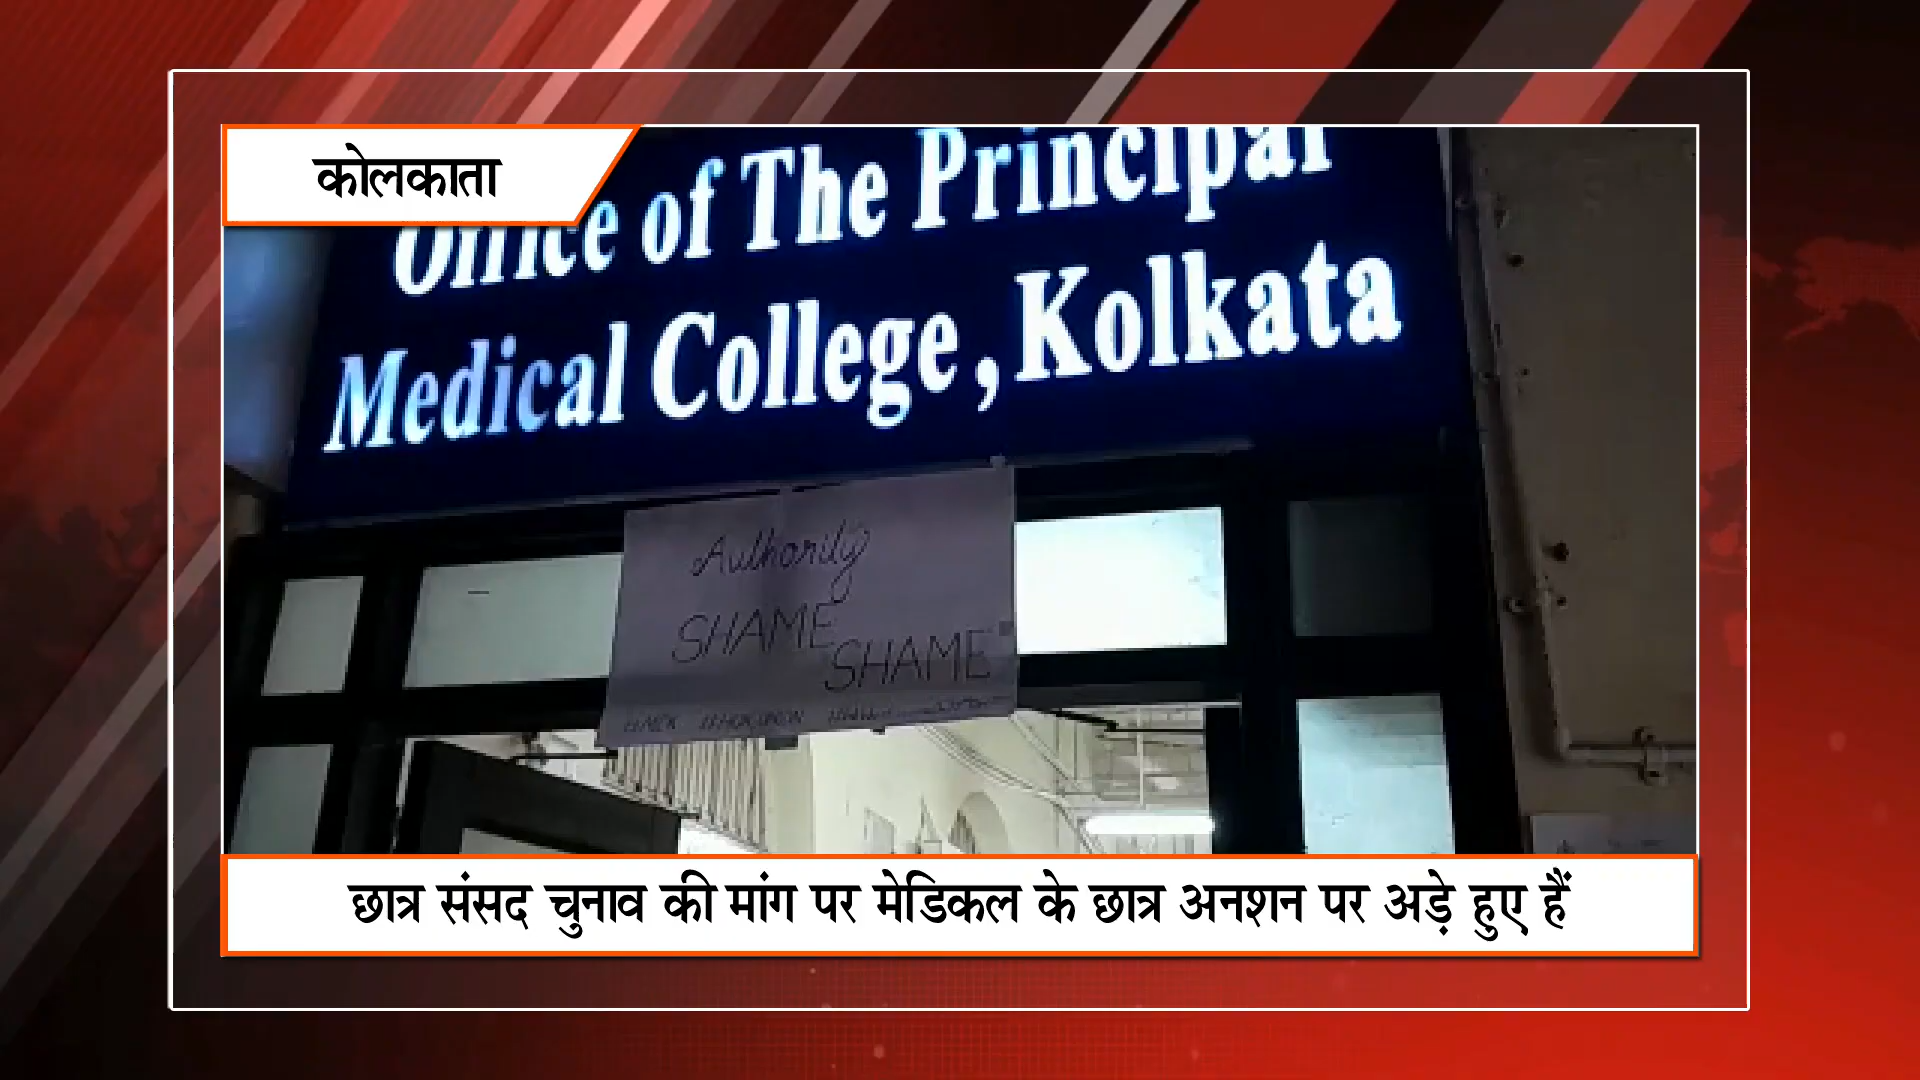 कोलकाता
Office of The Principal
Medical College, Kolkata
Authority
SHAME
SHAME
छात्र संसद चुनाव की मांग पर मेडिकल के छात्र अनशन पर अड़े हुए हैं